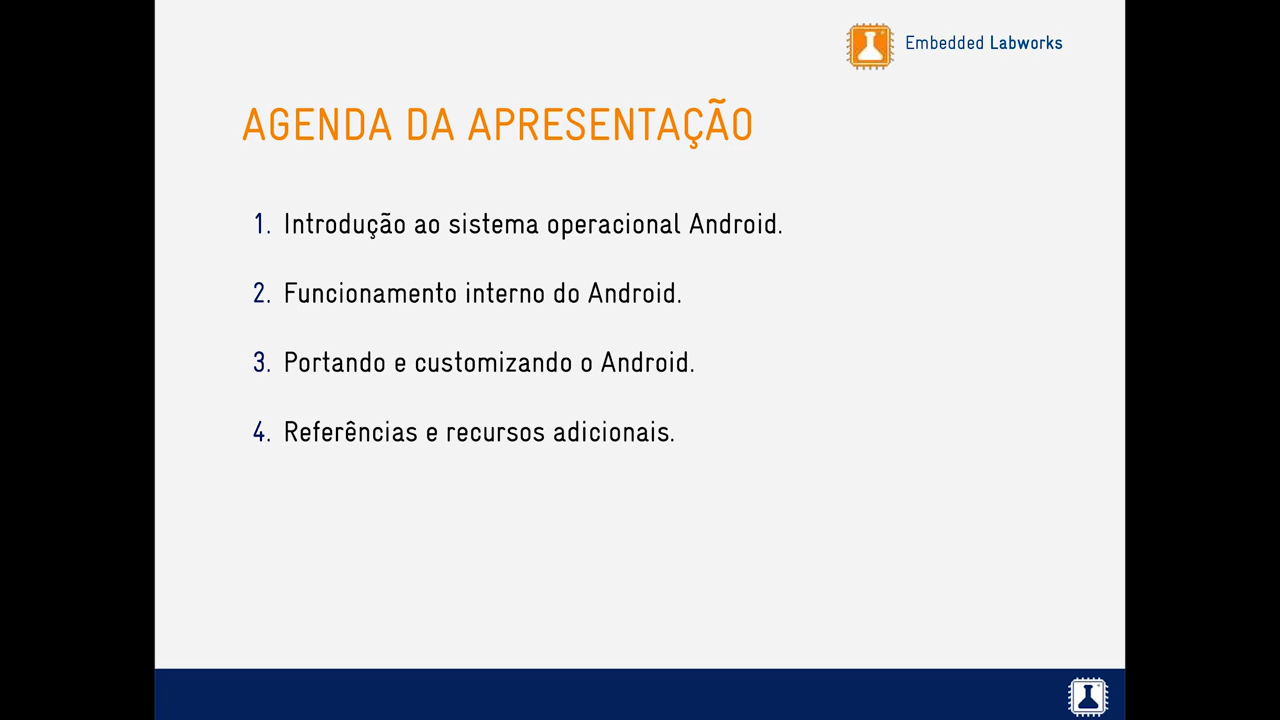 Embedded Labworks
AGENDA DA APRESENTAÇÃO
1. Introdução ao sistema operacional Android.
2. Funcionamento interno do Android.
3. Portando e customizando o Android.
4. Referências e recursos adicionais.